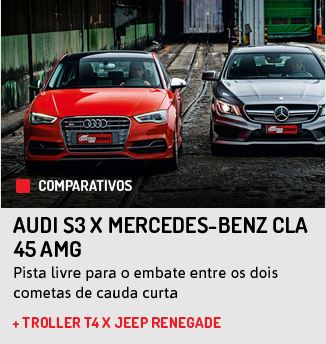 COMPARATIVOS
AUDI S3 X MERCEDES-BENZ CLA
45 AMG
Pista livre para o embate entre os dois
cometas de cauda curta
+ TROLLER T4 X JEEP RENEGADE